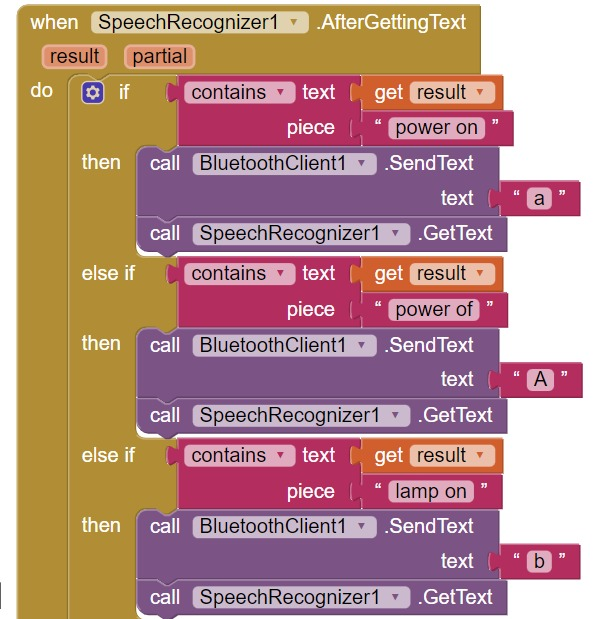 when SpeechRecognizer1 .AfterGettingText
result partial
do if contains text get result
piece “ power on ”
then call BluetoothClient1 .SendText
text “ a ”
call SpeechRecognizer1 .GetText
else if contains text get result
piece “ power of ”
then call BluetoothClient1 .SendText
text “ A ”
call SpeechRecognizer1 .GetText
else if contains text get result
piece “ lamp on ”
then call BluetoothClient1 .SendText
text “ b ”
call SpeechRecognizer1 .GetText